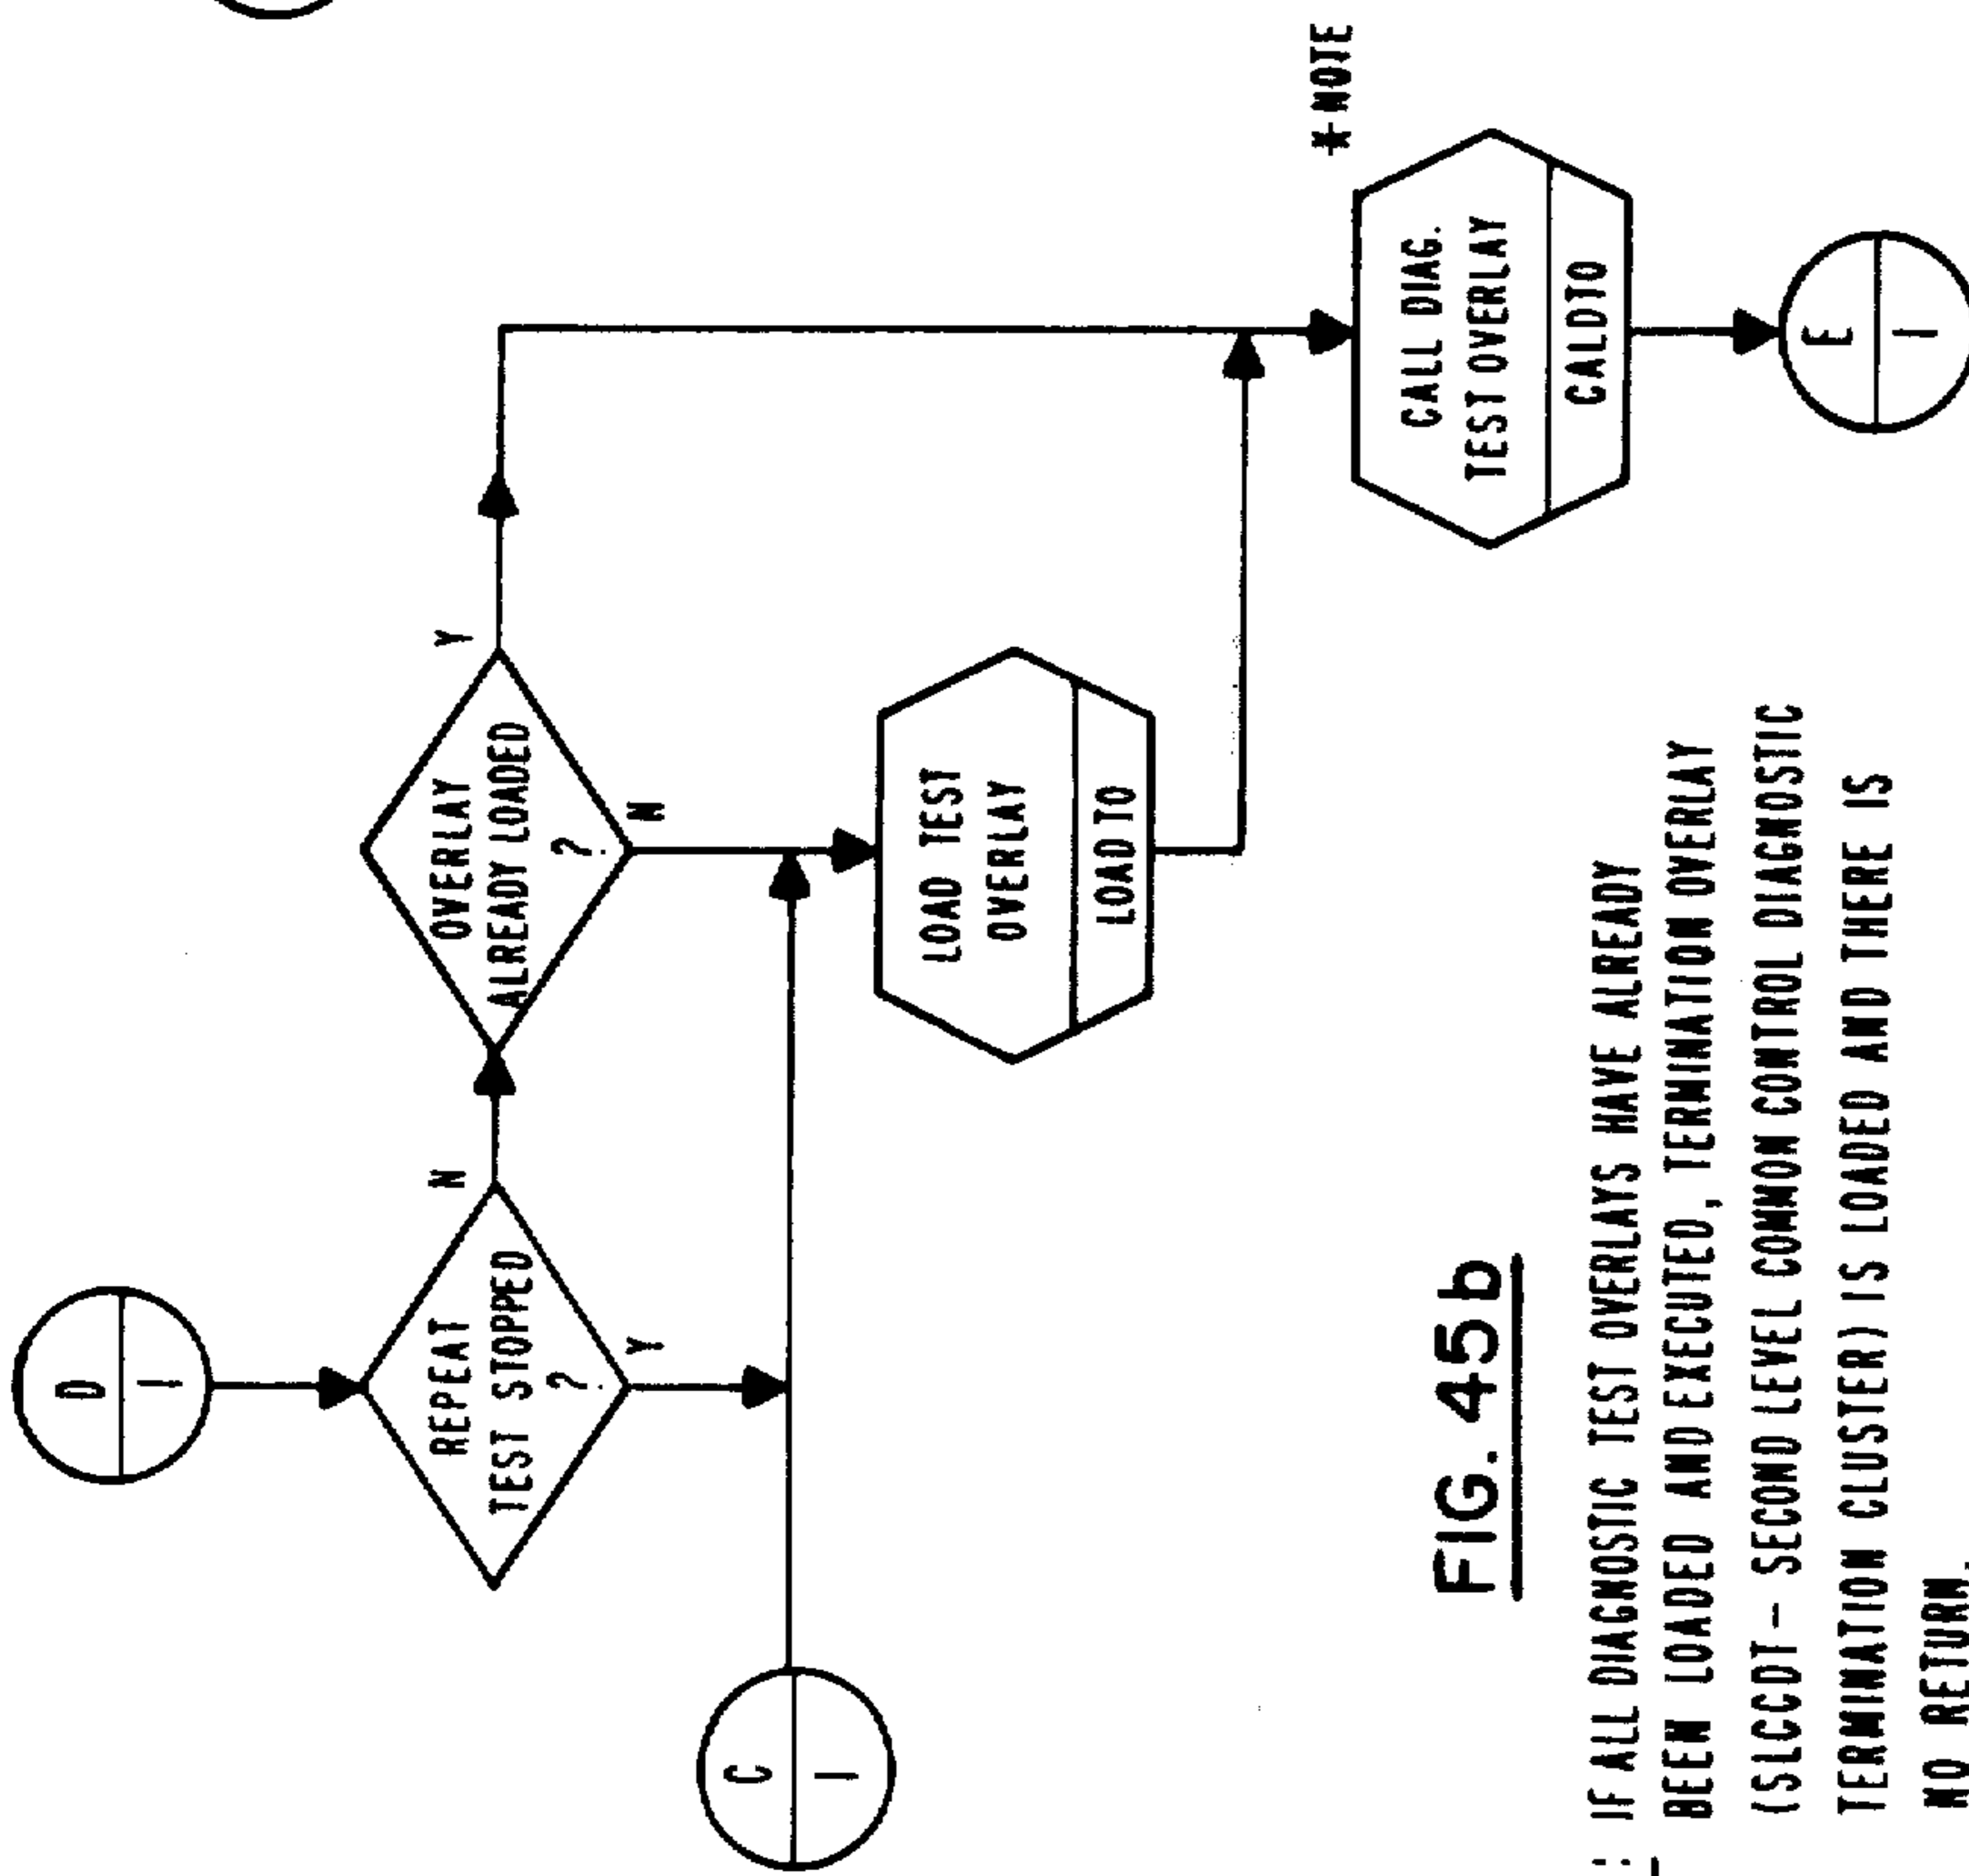 D
1
REPEAT
TEST STOPPED
?
N
Y
OVERLAY
ALREADY LOADED
?
Y
N
C
1
LOAD TEST
OVERLAY
LOAD TO
* NOTE
CALL DIAG.
TEST OVERLAY
CALDTO
E
1
FIG. 45b
: IF ALL DIAGNOSTIC TEST OVERLAYS HAVE ALREADY
BEEN LOADED AND EXECUTED, TERMINATION OVERLAY
(SLCCDT - SECOND LEVEL COMMON CONTROL DIAGNOSTIC
TERMINATION CLUSTER) IS LOADED AND THERE IS
NO RETURN.